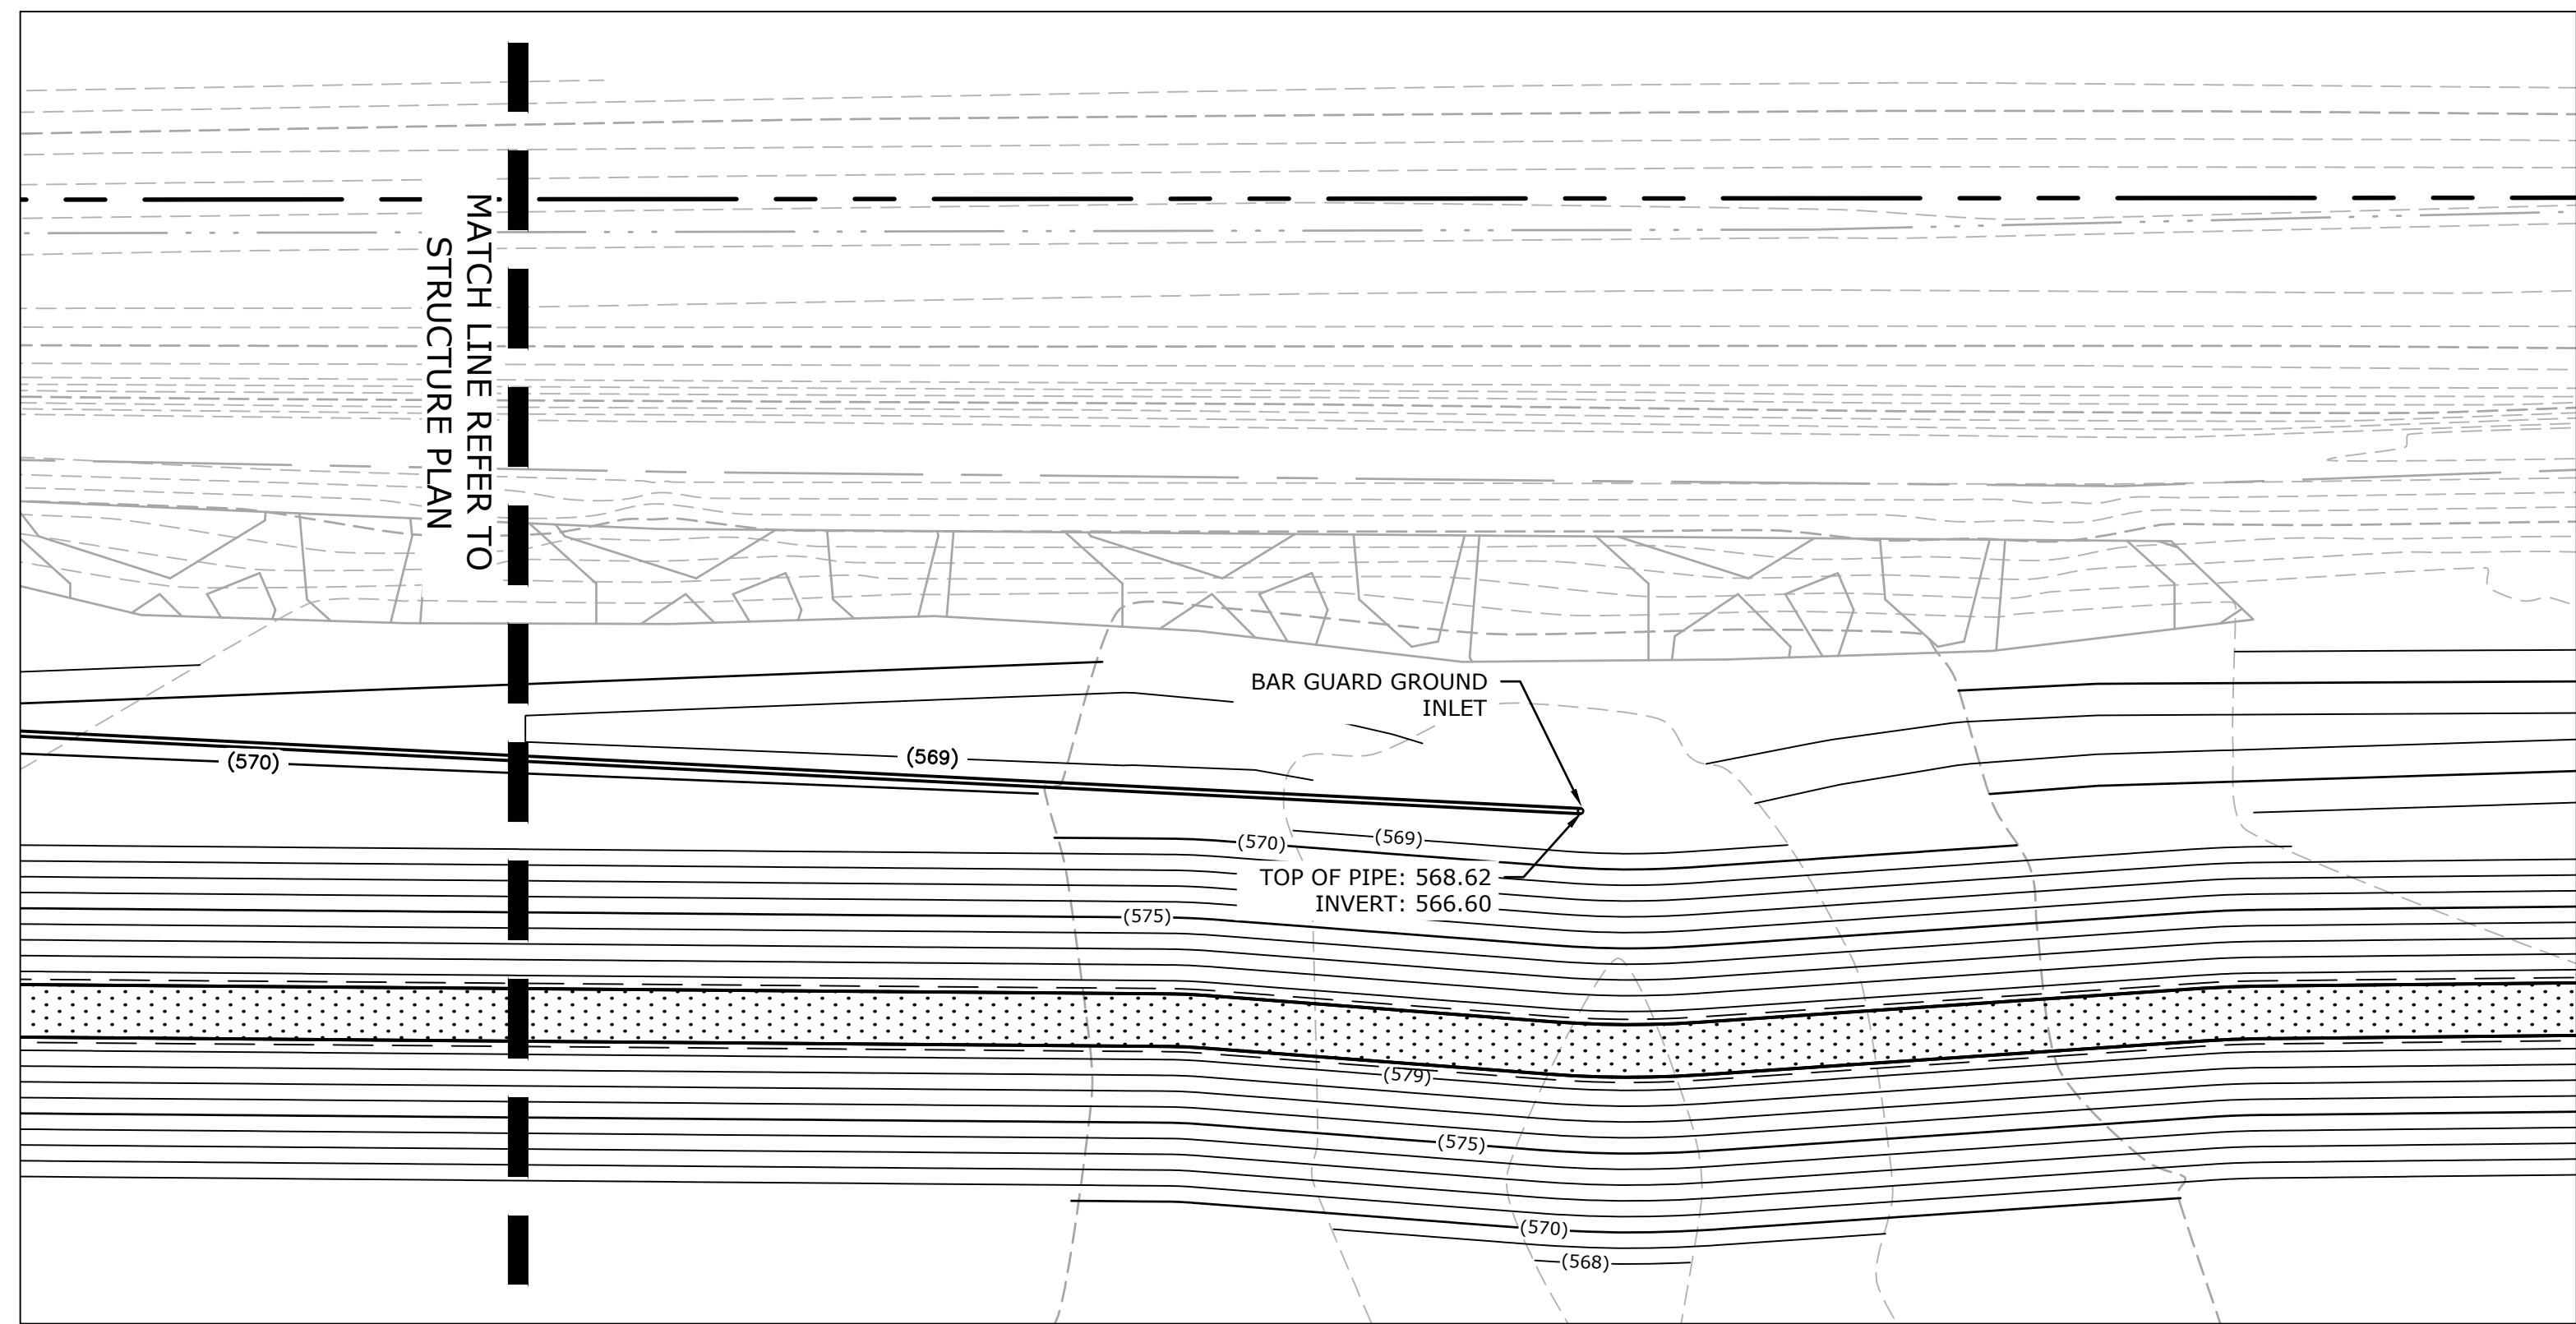 MATCH LINE REFER TO
STRUCTURE PLAN
BAR GUARD GROUND
INLET
(570)
(569)
(570)
(569)
TOP OF PIPE: 568.62
INVERT: 566.60
(575)
(579)
(575)
(570)
(568)